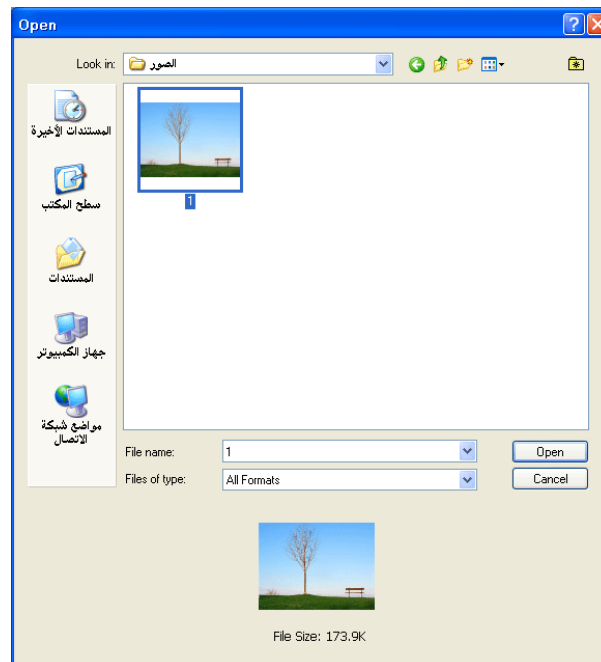 Open
Look in:
الصور
المستندات الأخيرة
سطح المكتب
المستندات
جهاز الكمبيوتر
مواضع شبكة
الاتصال
1
File name:
1
Open
Files of type:
All Formats
Cancel
File Size: 173.9K